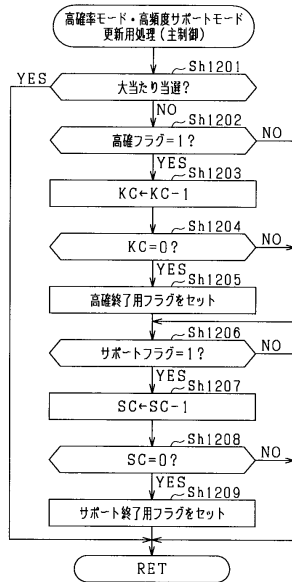 高確率モード・高頻度サポートモード
更新用処理(主制御)
Sh1201
YES
大当たり当選?
NO
Sh1202
高確フラグ=1?
NO
YES
Sh1203
KC←KC-1
Sh1204
KC=0?
NO
YES
Sh1205
高確終了用フラグをセット
Sh1206
サポートフラグ=1?
NO
YES
Sh1207
SC←SC-1
Sh1208
SC=0?
NO
YES
Sh1209
サポート終了用フラグをセット
RET